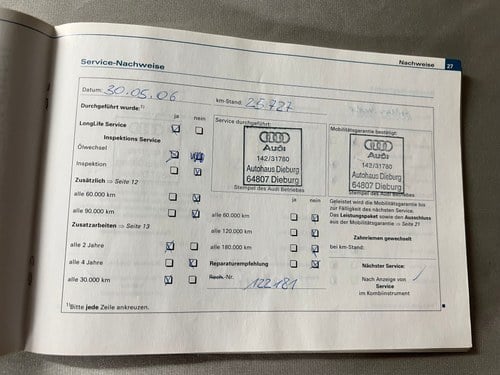 Service-Nachweise
Nachweise 27
Datum: 30.05.06 km-Stand: 25.727
Durchgeführt wurde:¹⁾
ja nein
LongLife Service
Inspektions Service
Ölwechsel
Inspektion
Zusätzlich ⇒ Seite 12
alle 60.000 km
alle 90.000 km
Zusatzarbeiten ⇒ Seite 13
alle 2 Jahre
alle 4 Jahre
alle 30.000 km
Service durchgeführt:
Audi
142/31780
Autohaus Dieburg
64807 Dieburg
Stempel des Audi Betriebes
ja nein
alle 60.000 km
alle 120.000 km
alle 180.000 km
Reparaturempfehlung
Rech.-Nr. 122181
Mobilitätsgarantie bestätigt:
Audi
142/31780
Autohaus Dieburg
64807 Dieburg
Stempel des Audi Betriebes
Geleistet wird die Mobilitätsgarantie bis
zur Fälligkeit des nächsten Service.
Das Leistungspaket sowie den Ausschluss
aus der Mobilitätsgarantie ⇒ Seite 21
Zahnriemen gewechselt
bei km-Stand:
Nächster Service:
Nach Anzeige von
Service
im Kombiinstrument
¹⁾Bitte jede Zeile ankreuzen.